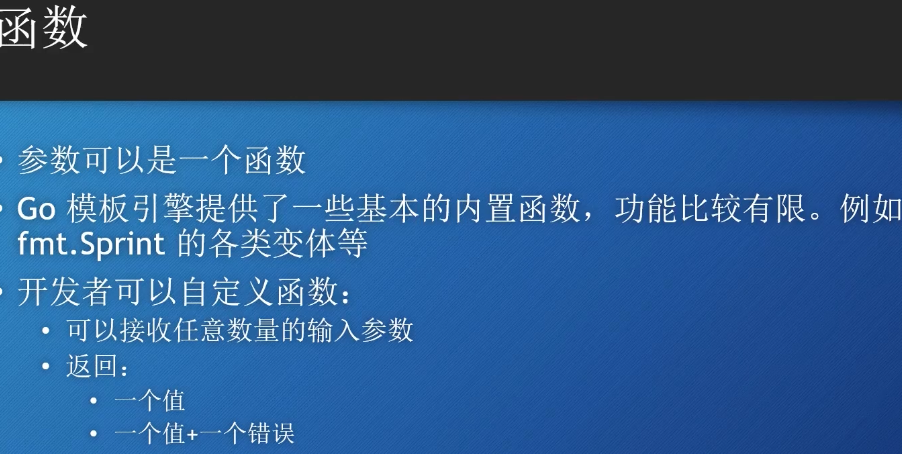 函数
• 参数可以是一个函数
• Go 模板引擎提供了一些基本的内置函数，功能比较有限。例如
fmt.Sprint 的各类变体等
• 开发者可以自定义函数：
• 可以接收任意数量的输入参数
• 返回：
• 一个值
• 一个值+一个错误